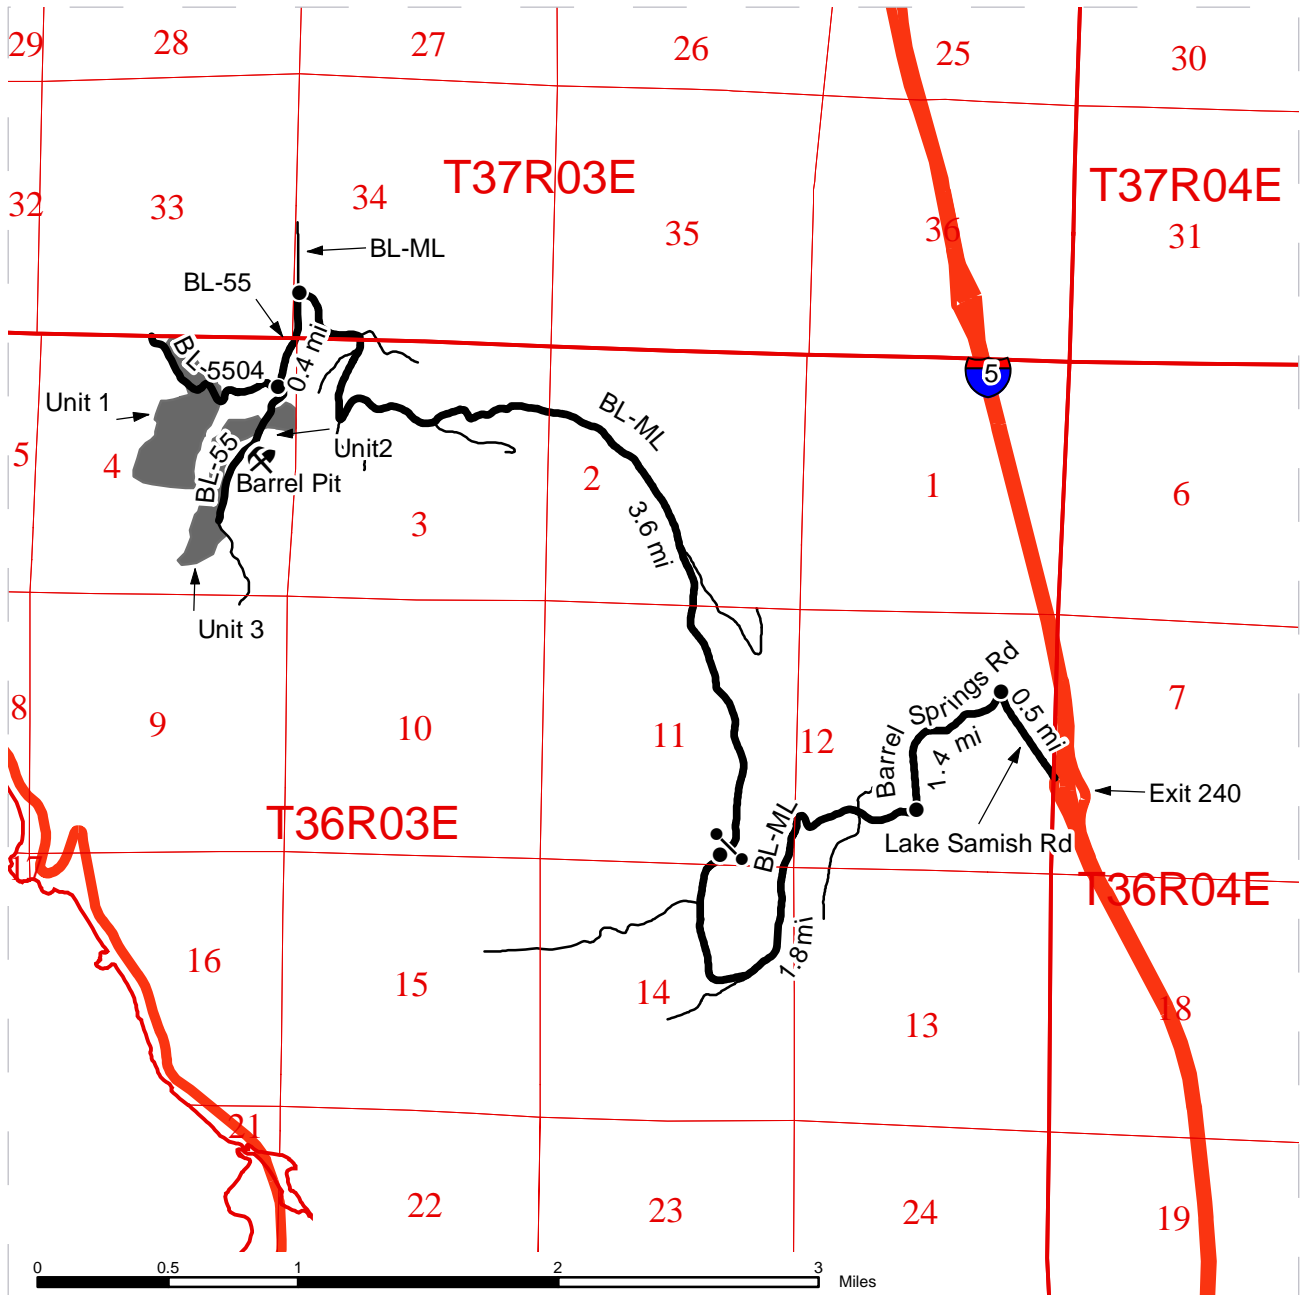 29
28
27
26
25
30
T37R03E
T37R04E
32
33
34
35
36
31
BL-ML
BL-55
0.4 mi
BL-5504
5
Unit 1
BL-ML
Unit2
5
4
BL-55
Barrel Pit
3
2
1
6
3.6 mi
Unit 3
Barrel Springs Rd
0.5 mi
8
9
10
11
12
7
1.4 mi
Exit 240
T36R03E
BL-ML
Lake Samish Rd
17
T36R04E
16
15
14
1.8mi
13
18
21
22
23
24
19
0
0.5
1
2
3
Miles